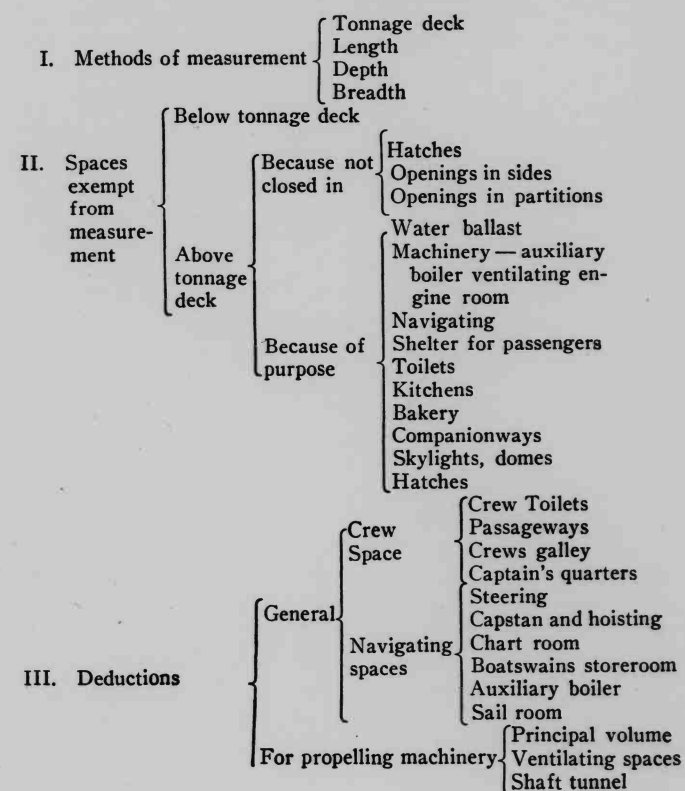 Tonnage deck
I. Methods of measurement
Length
Depth
Breadth
Below tonnage deck
II. Spaces exempt from measure-ment
Above tonnage deck
Because not closed in
Hatches
Openings in sides
Openings in partitions
Because of purpose
Water ballast
Machinery — auxiliary
boiler ventilating en-
gine room
Navigating
Shelter for passengers
Toilets
Kitchens
Bakery
Companionways
Skylights, domes
Hatches
III. Deductions
General
Crew Space
Crew Toilets
Passageways
Crews galley
Captain's quarters
Navigating spaces
Steering
Capstan and hoisting
Chart room
Boatswains storeroom
Auxiliary boiler
Sail room
For propelling machinery
Principal volume
Ventilating spaces
Shaft tunnel